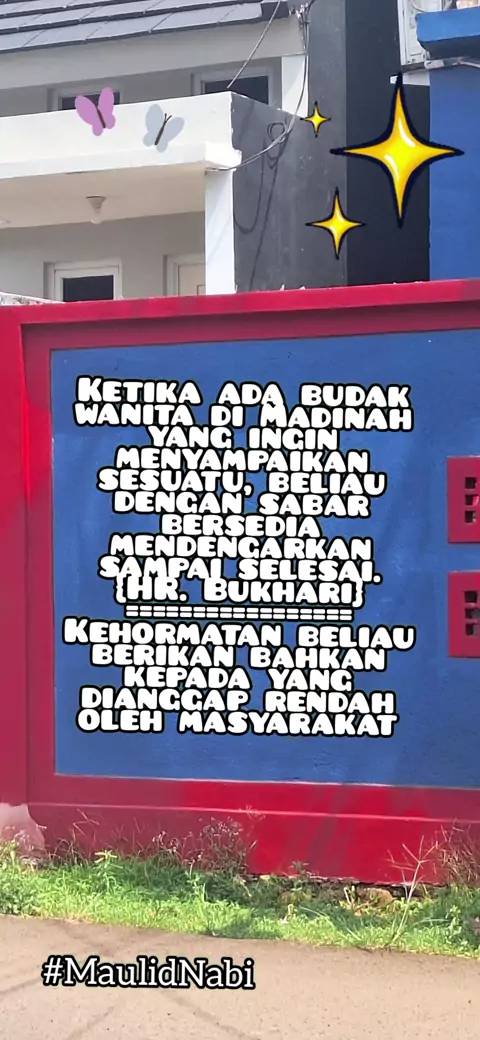 Ketika ada budak
wanita di Madinah
yang ingin
menyampaikan
sesuatu, beliau
dengan sabar
bersedia
mendengarkan
sampai selesai.
{HR. Bukhari}
=================
Kehormatan beliau
berikan bahkan
kepada yang
dianggap rendah
oleh masyarakat
#MaulidNabi